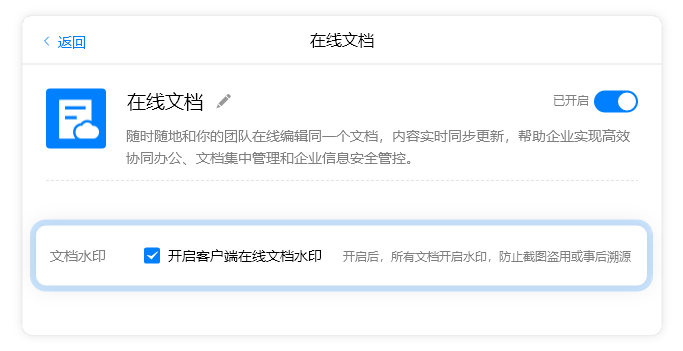 返回
在线文档
在线文档
已开启
随时随地和你的团队在线编辑同一个文档，内容实时同步更新，帮助企业实现高效
协同办公、文档集中管理和企业信息安全管控。
文档水印
开启客户端在线文档水印
开启后，所有文档开启水印，防止截图盗用或事后溯源